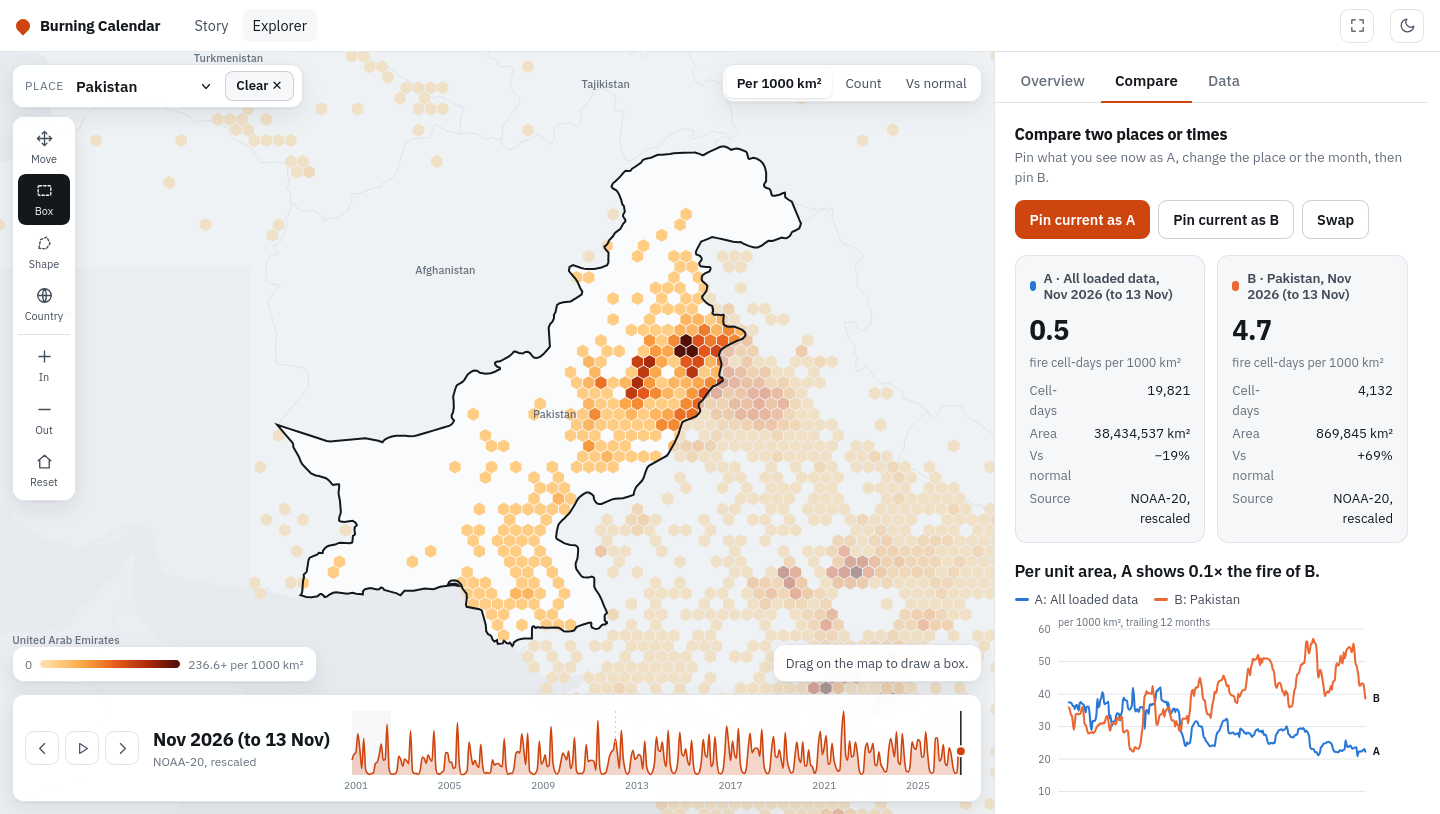 Burning Calendar
Story
Explorer
Turkmenistan
Tajikistan
PLACE Pakistan Clear ✕
Per 1000 km² Count Vs normal
Move
Box
Shape
Country
In
Out
Reset
Afghanistan
Pakistan
United Arab Emirates
0 236.6+ per 1000 km²
Drag on the map to draw a box.
Nov 2026 (to 13 Nov)
NOAA-20, rescaled
2001 2005 2009 2013 2017 2021 2025
Overview Compare Data
Compare two places or times
Pin what you see now as A, change the place or the month, then
pin B.
Pin current as A Pin current as B Swap
A · All loaded data,
Nov 2026 (to 13 Nov)
0.5
fire cell-days per 1000 km²
Cell-
days 19,821
Area 38,434,537 km²
Vs
normal −19%
Source NOAA-20,
rescaled
B · Pakistan, Nov
2026 (to 13 Nov)
4.7
fire cell-days per 1000 km²
Cell-
days 4,132
Area 869,845 km²
Vs
normal +69%
Source NOAA-20,
rescaled
Per unit area, A shows 0.1× the fire of B.
A: All loaded data B: Pakistan
per 1000 km², trailing 12 months
60
50
40
30
20
10
B
A